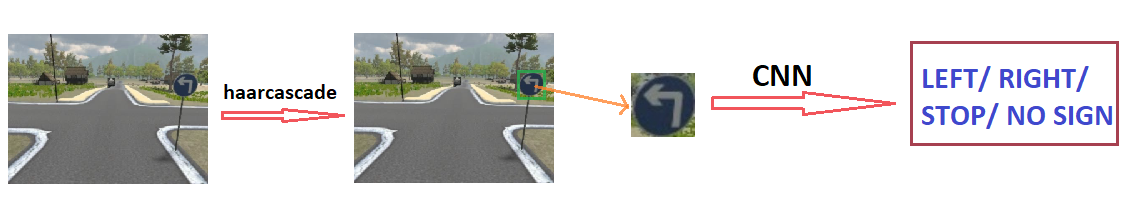 haarcascade
CNN
LEFT/ RIGHT/
STOP/ NO SIGN